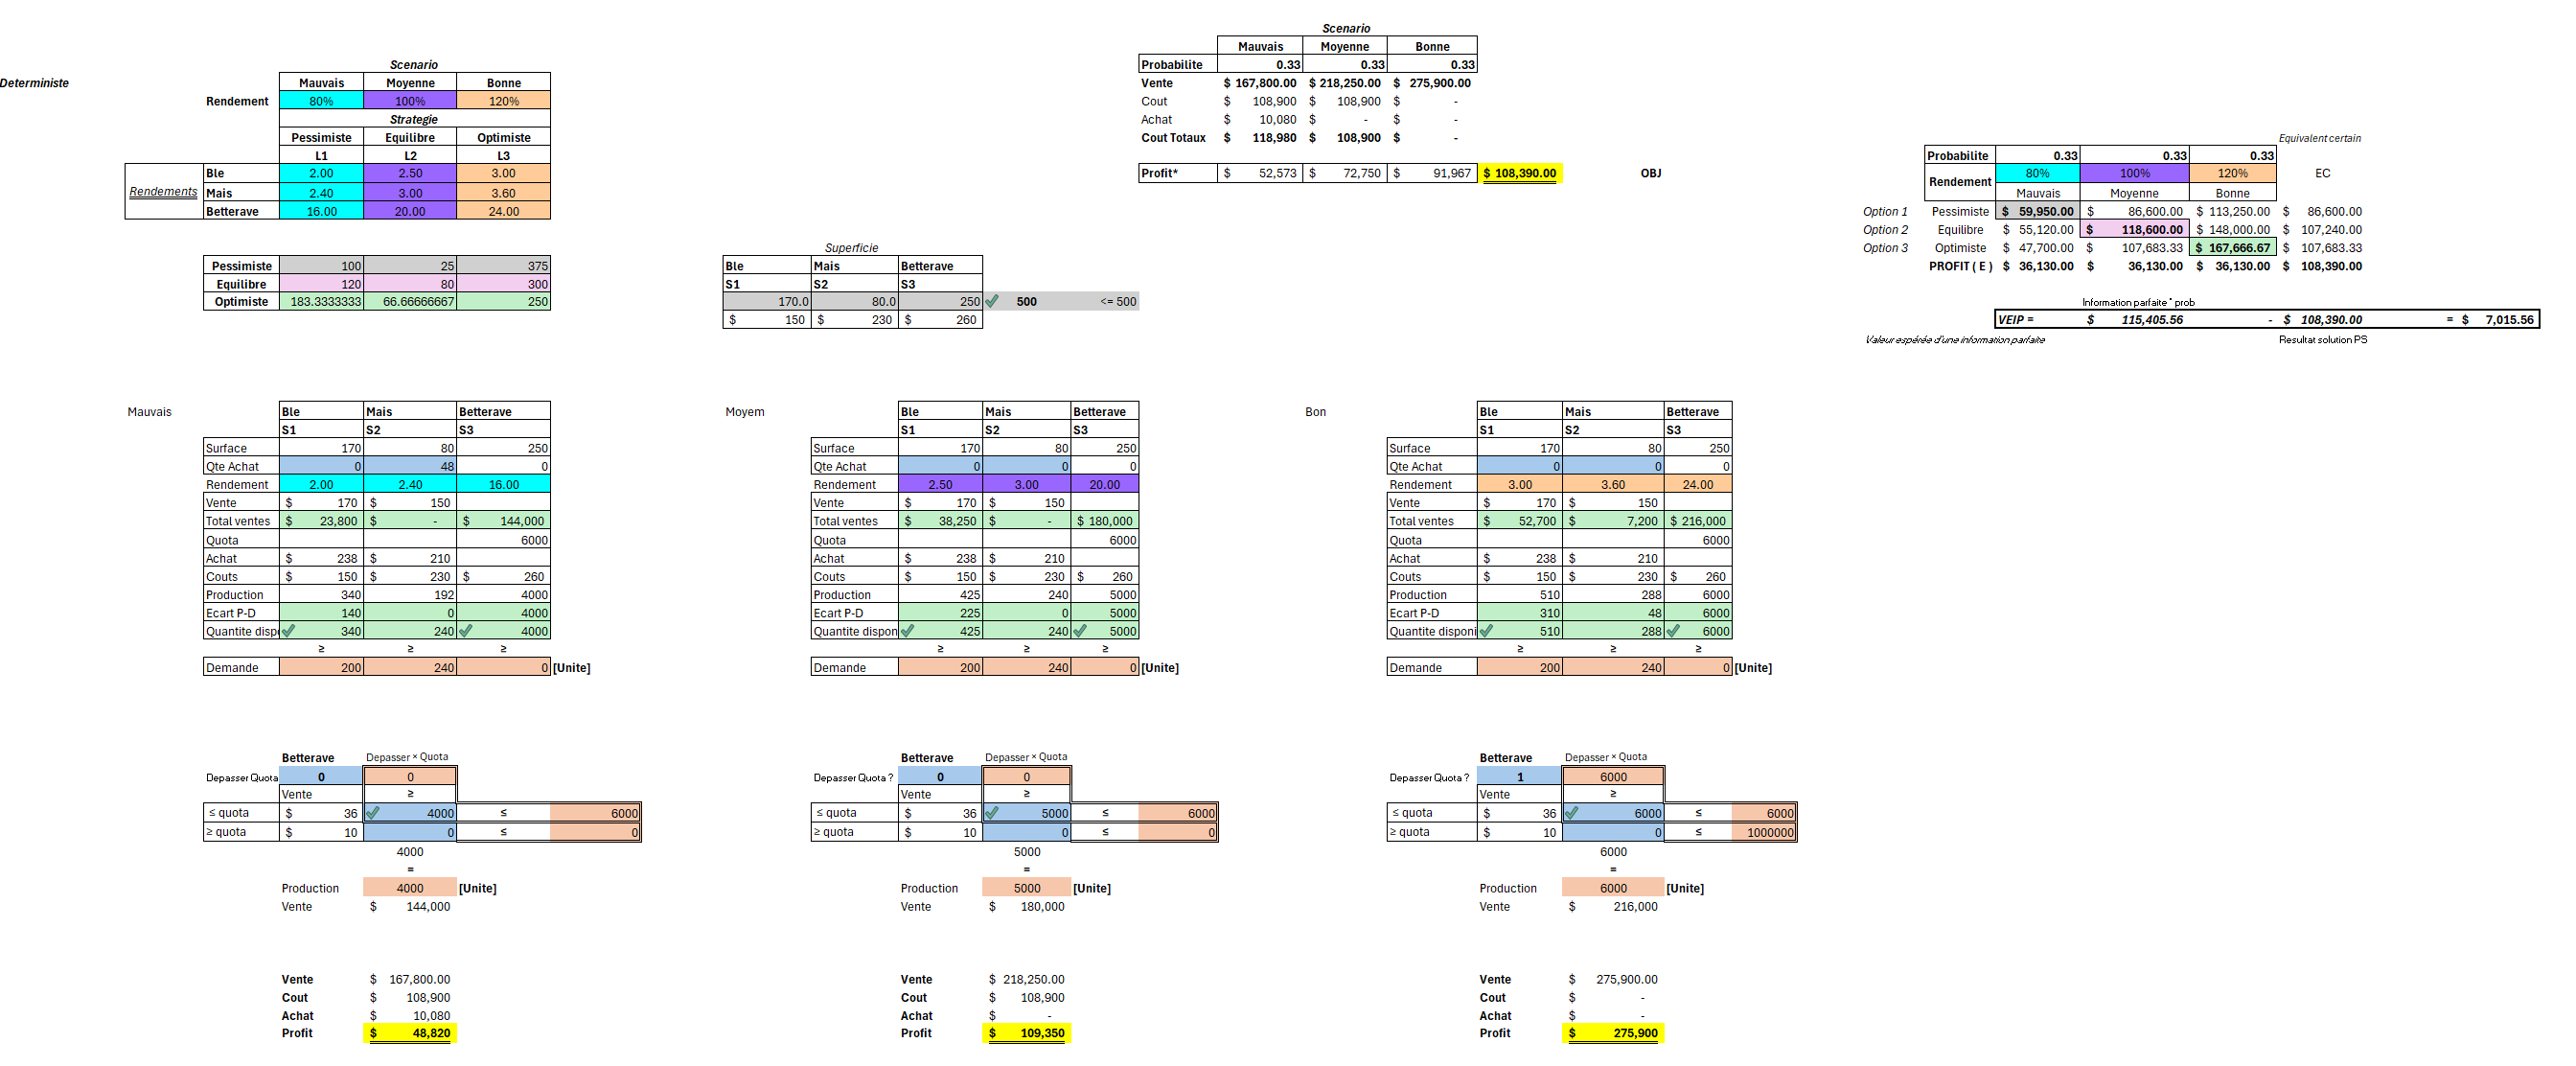 Deterministe
Scenario
Mauvais Moyenne Bonne
Rendement 80% 100% 120%
Strategie
Pessimiste Equilibre Optimiste
L1 L2 L3
Rendements
Ble 2.00 2.50 3.00
Mais 2.40 3.00 3.60
Betterave 16.00 20.00 24.00
Pessimiste 100 25 375
Equilibre 120 80 300
Optimiste 183.3333333 66.66666667 250
Superficie
Ble Mais Betterave
S1 S2 S3
170.0 80.0 250 ✔ 500 <= 500
$ 150 $ 230 $ 260
Scenario
Mauvais Moyenne Bonne
Probabilite 0.33 0.33 0.33
Vente $ 167,800.00 $ 218,250.00 $ 275,900.00
Cout $ 108,900 $ 108,900 $ -
Achat $ 10,080 $ - $ -
Cout Totaux $ 118,980 $ 108,900 $ -
Profit* $ 52,573 $ 72,750 $ 91,967 $ 108,390.00 OBJ
Equivalent certain
Probabilite 0.33 0.33 0.33
Rendement 80% 100% 120% EC
Mauvais Moyenne Bonne
Option 1 Pessimiste $ 59,950.00 $ 86,600.00 $ 113,250.00 $ 86,600.00
Option 2 Equilibre $ 55,120.00 $ 118,600.00 $ 148,000.00 $ 107,240.00
Option 3 Optimiste $ 47,700.00 $ 107,683.33 $ 167,666.67 $ 107,683.33
PROFIT ( E ) $ 36,130.00 $ 36,130.00 $ 36,130.00 $ 108,390.00
Information parfaite * prob
VEIP = $ 115,405.56 - $ 108,390.00 = $ 7,015.56
Valeur espérée d'une information parfaite Resultat solution PS
Mauvais
Ble Mais Betterave
S1 S2 S3
Surface 170 80 250
Qte Achat 0 48 0
Rendement 2.00 2.40 16.00
Vente $ 170 $ 150
Total ventes $ 23,800 $ - $ 144,000
Quota 6000
Achat $ 238 $ 210
Couts $ 150 $ 230 $ 260
Production 340 192 4000
Ecart P-D 140 0 4000
Quantite disp ✔ 340 240 ✔ 4000
≥ ≥ ≥
Demande 200 240 0 [Unite]
Moyem
Ble Mais Betterave
S1 S2 S3
Surface 170 80 250
Qte Achat 0 0 0
Rendement 2.50 3.00 20.00
Vente $ 170 $ 150
Total ventes $ 38,250 $ - $ 180,000
Quota 6000
Achat $ 238 $ 210
Couts $ 150 $ 230 $ 260
Production 425 240 5000
Ecart P-D 225 0 5000
Quantite dispon ✔ 425 240 ✔ 5000
≥ ≥ ≥
Demande 200 240 0 [Unite]
Bon
Ble Mais Betterave
S1 S2 S3
Surface 170 80 250
Qte Achat 0 0 0
Rendement 3.00 3.60 24.00
Vente $ 170 $ 150
Total ventes $ 52,700 $ 7,200 $ 216,000
Quota 6000
Achat $ 238 $ 210
Couts $ 150 $ 230 $ 260
Production 510 288 6000
Ecart P-D 310 48 6000
Quantite disponi ✔ 510 288 ✔ 6000
≥ ≥ ≥
Demande 200 240 0 [Unite]
Betterave Depasser * Quota
Depasser Quota 0 0
Vente ≥
≤ quota $ 36 ✔ 4000 ≤ 6000
≥ quota $ 10 0 ≤ 0
4000
=
Production 4000 [Unite]
Vente $ 144,000
Vente $ 167,800.00
Cout $ 108,900
Achat $ 10,080
Profit $ 48,820
Betterave Depasser * Quota
Depasser Quota ? 0 0
Vente ≥
≤ quota $ 36 ✔ 5000 ≤ 6000
≥ quota $ 10 0 ≤ 0
5000
=
Production 5000 [Unite]
Vente $ 180,000
Vente $ 218,250.00
Cout $ 108,900
Achat $ -
Profit $ 109,350
Betterave Depasser * Quota
Depasser Quota ? 1 6000
Vente ≥
≤ quota $ 36 ✔ 6000 ≤ 6000
≥ quota $ 10 0 ≤ 1000000
6000
=
Production 6000 [Unite]
Vente $ 216,000
Vente $ 275,900.00
Cout $ -
Achat $ -
Profit $ 275,900